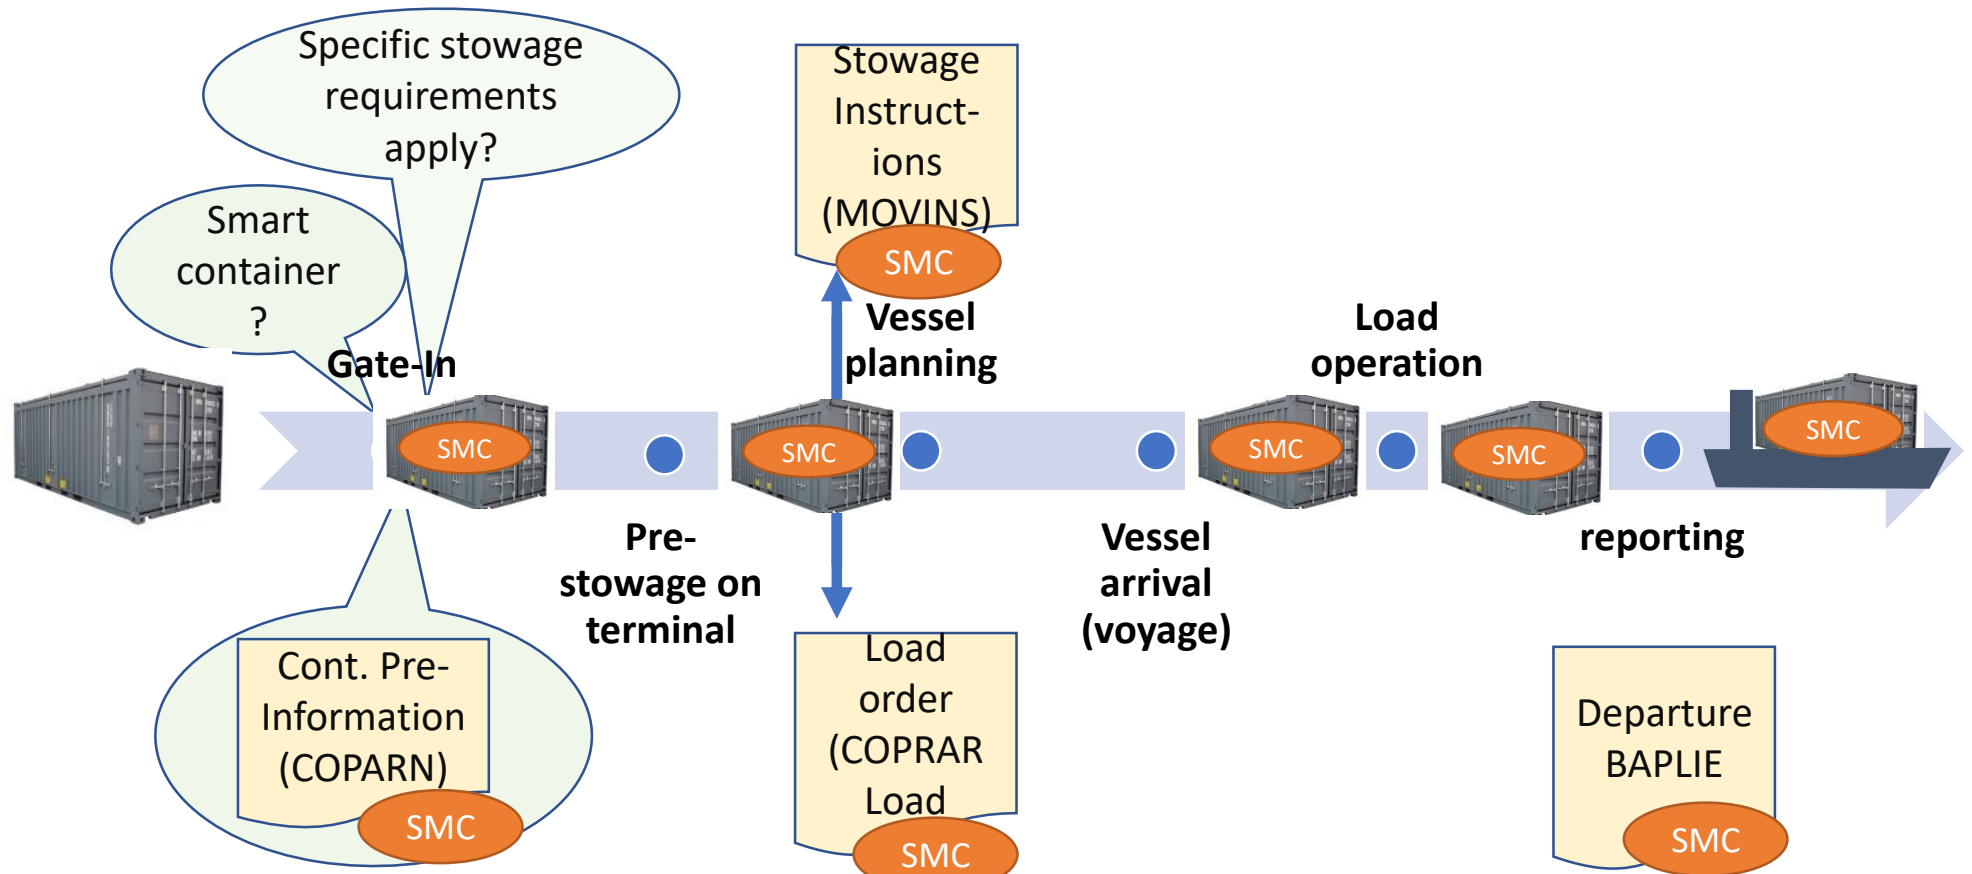 Specific stowage
requirements
apply?
Smart
container
?
Stowage
Instruct-
ions
(MOVINS)
SMC
Gate-In
Vessel
planning
Load
operation
SMC
SMC
SMC
SMC
SMC
Pre-
stowage on
terminal
Vessel
arrival
(voyage)
reporting
Cont. Pre-
Information
(COPARN)
SMC
Load
order
(COPRAR
Load
SMC
Departure
BAPLIE
SMC